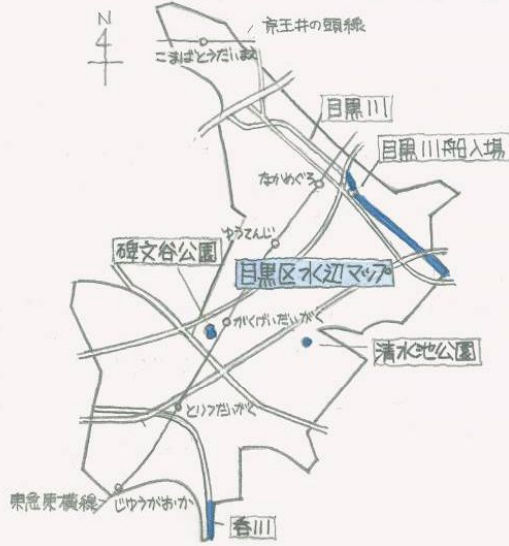 N
京王井の頭線
こまばとうだいまえ
目黒川
目黒川船入場
なかめぐろ
ゆうてんじ
碑文谷公園
目黒区水辺マップ
がくげいだいがく
清水池公園
とりつだいがく
東急東横線
じゆうがおか
呑川